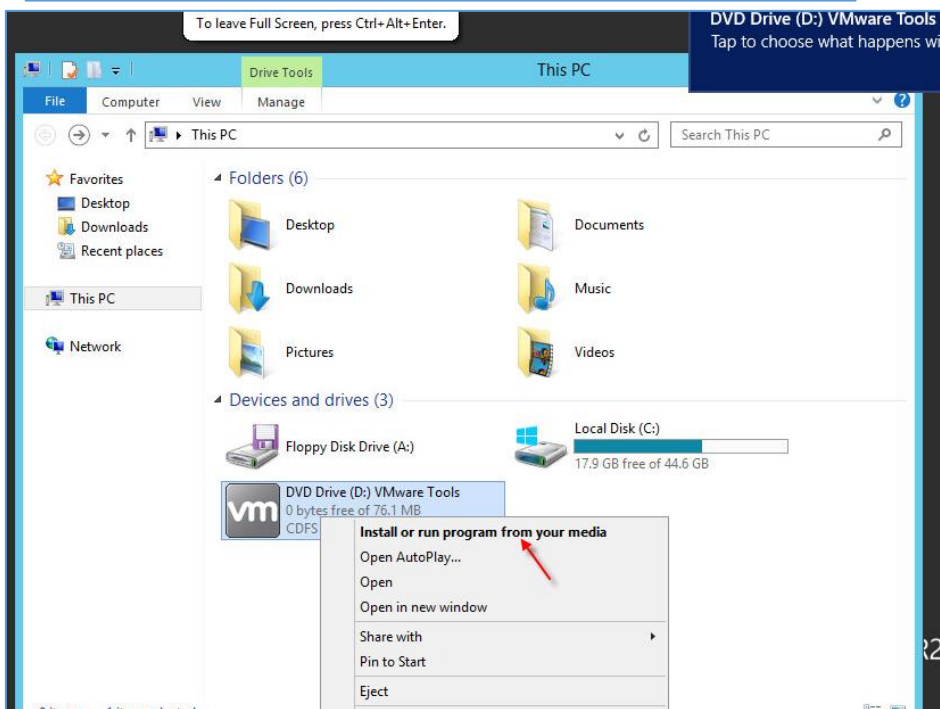 To leave Full Screen, press Ctrl+Alt+Enter.
DVD Drive (D:) VMware Tools
Tap to choose what happens wi
Drive Tools
This PC
File Computer View Manage
This PC
Search This PC
Favorites
Desktop
Downloads
Recent places
This PC
Network
Folders (6)
Desktop
Documents
Downloads
Music
Pictures
Videos
Devices and drives (3)
Floppy Disk Drive (A:)
Local Disk (C:)
17.9 GB free of 44.6 GB
vm
DVD Drive (D:) VMware Tools
0 bytes free of 76.1 MB
CDFS
Install or run program from your media
Open AutoPlay...
Open
Open in new window
Share with
Pin to Start
Eject
R2